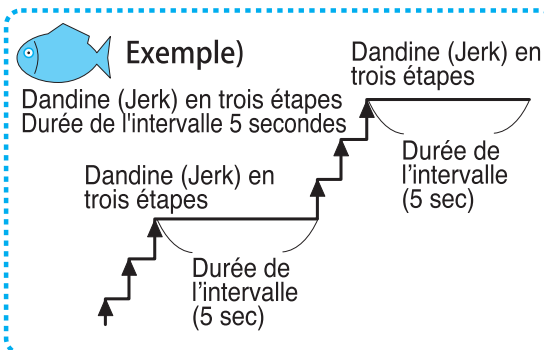 Exemple)
Dandine (Jerk) en trois étapes
Durée de l'intervalle 5 secondes
Dandine (Jerk) en
trois étapes
Durée de
l’intervalle
(5 sec)
Dandine (Jerk) en
trois étapes
Durée de
l’intervalle
(5 sec)